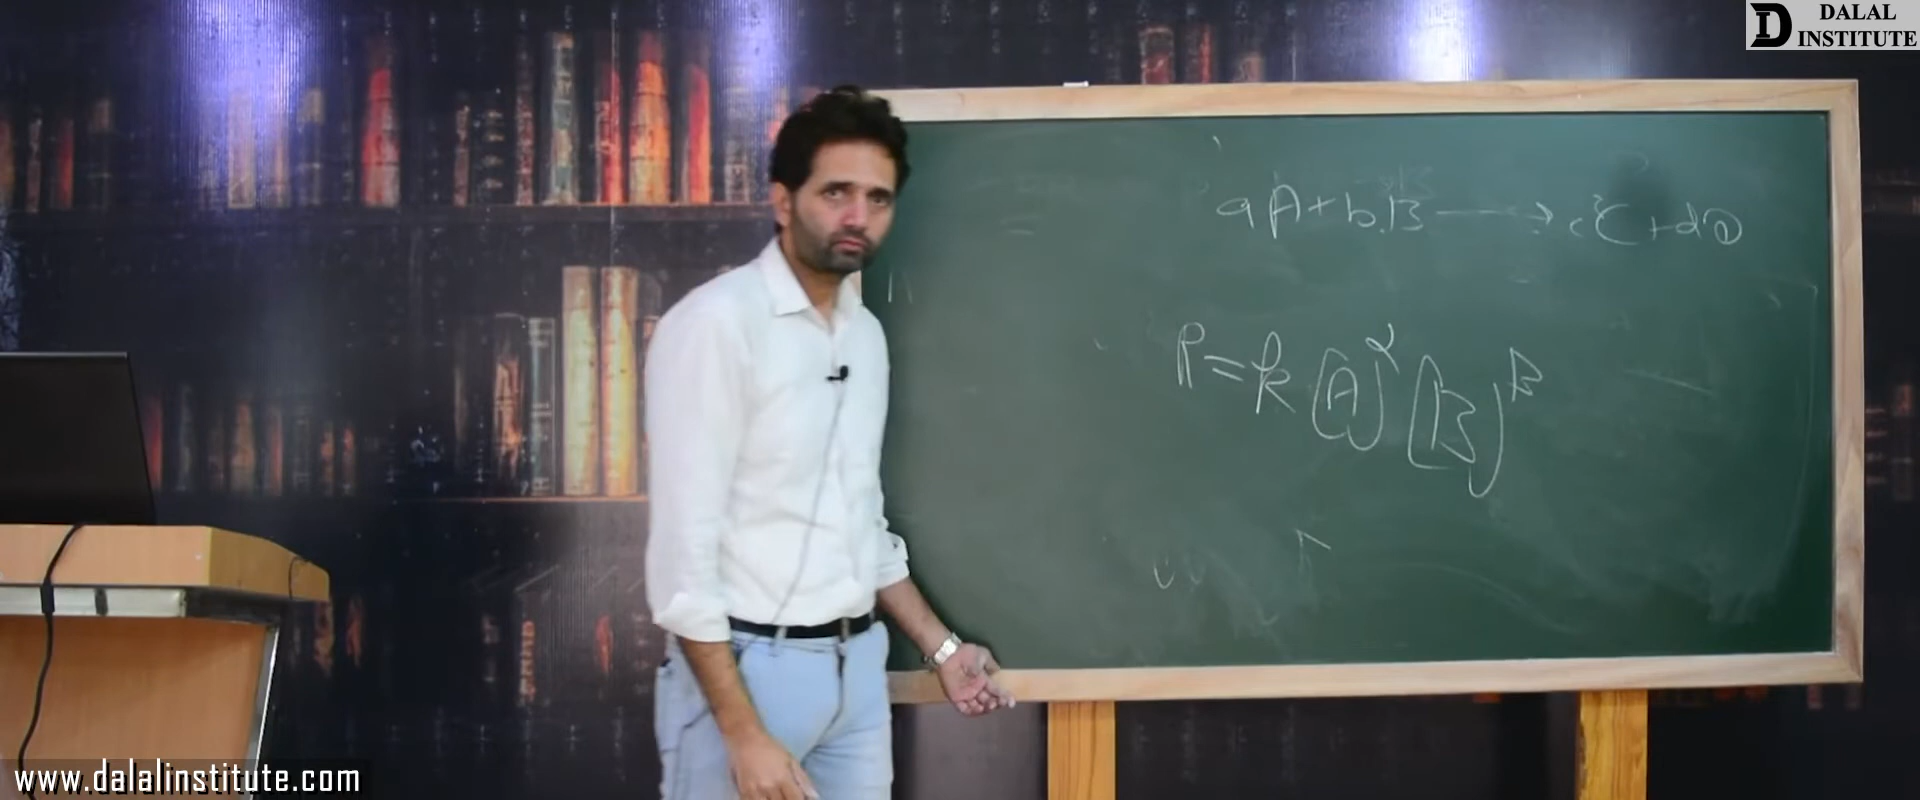 DALAL
INSTITUTE
aA + bB → cC + dD
R = k [A]^α [B]^β
www.dalalinstitute.com